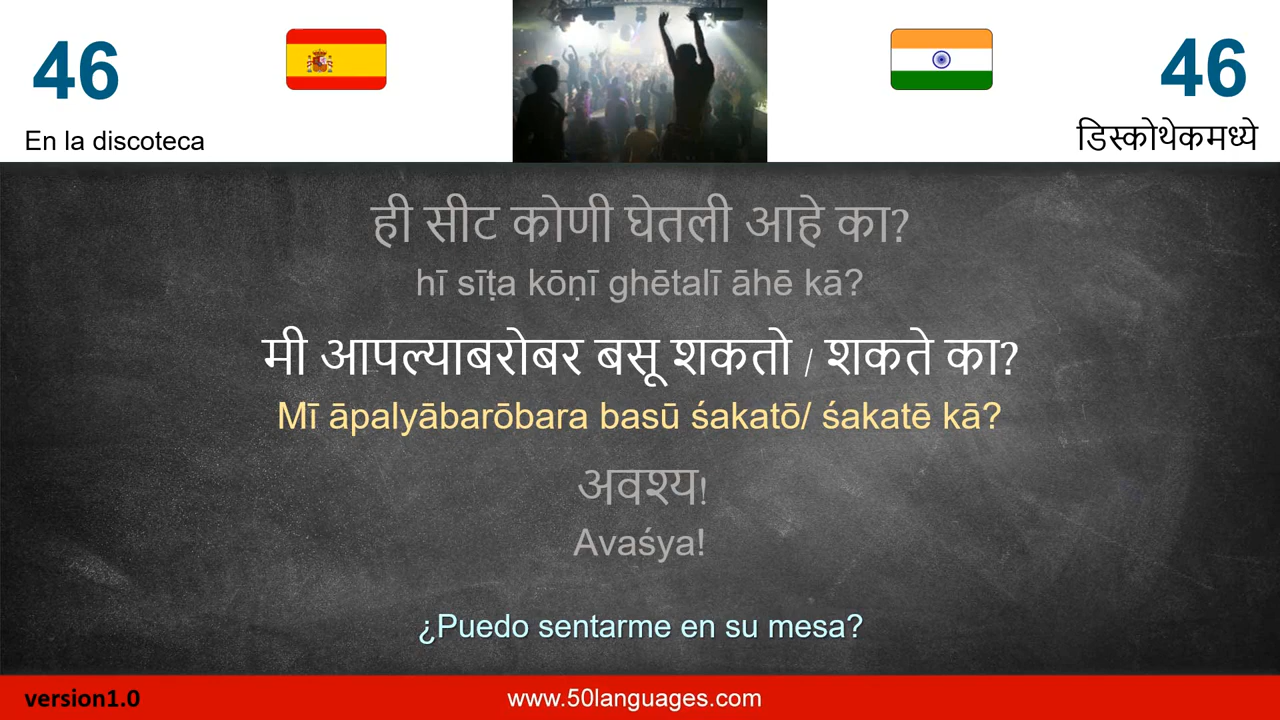 46
46
En la discoteca
डिस्कोथेकमध्ये
ही सीट कोणी घेतली आहे का?
hī sīṭa kōṇī ghētalī āhē kā?
मी आपल्याबरोबर बसू शकतो / शकते का?
Mī āpalyābarōbara basū śakatō/ śakatē kā?
अवश्य!
Avaśya!
¿Puedo sentarme en su mesa?
version1.0
www.50languages.com